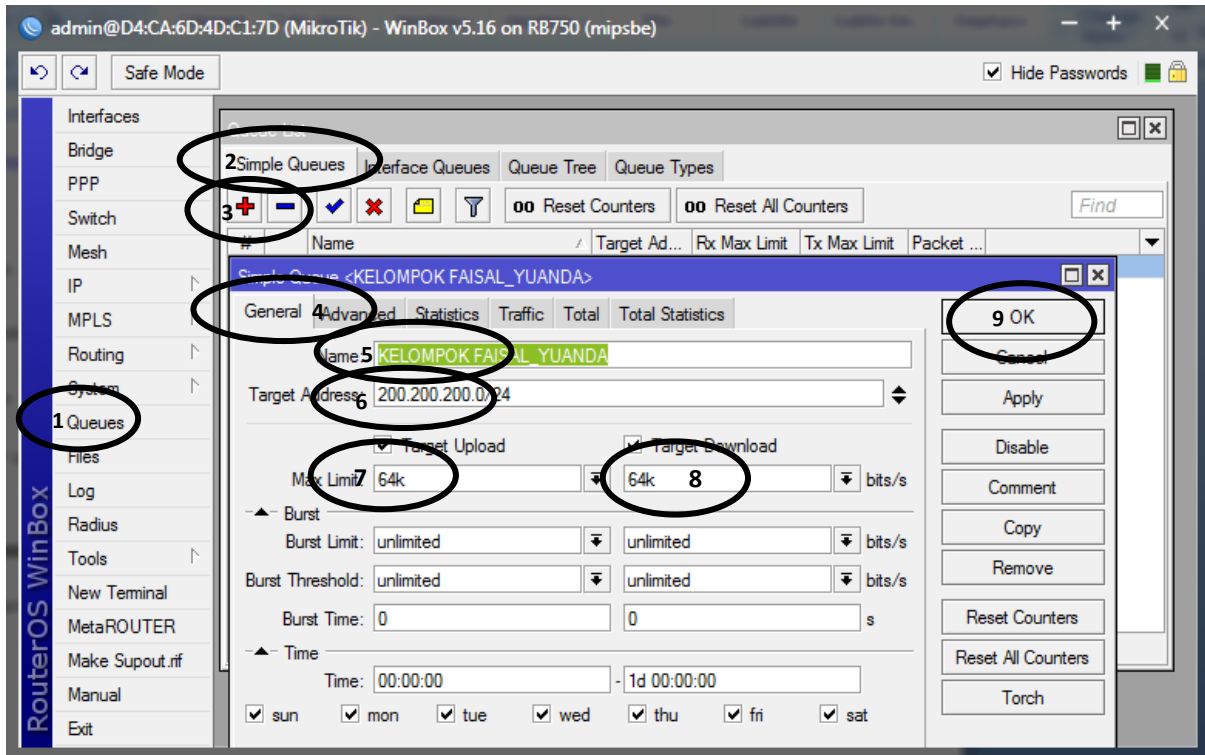 admin@D4:CA:6D:4D:C1:7D (MikroTik) - WinBox v5.16 on RB750 (mipsbe)
Safe Mode
Hide Passwords
RouterOS WinBox
Interfaces
Bridge
PPP
Switch
Mesh
IP
MPLS
Routing
System
1 Queues
Files
Log
Radius
Tools
New Terminal
MetaROUTER
Make Supout.rif
Manual
Exit
Queue List
2 Simple Queues Interface Queues Queue Tree Queue Types
3 00 Reset Counters 00 Reset All Counters Find
# Name Target Ad... Rx Max Limit Tx Max Limit Packet ...
Simple Queue <KELOMPOK FAISAL_YUANDA>
General 4 Advanced Statistics Traffic Total Total Statistics
Name: 5 KELOMPOK FAISAL_YUANDA
Target Address: 6 200.200.200.0/24
Target Upload Target Download
Max Limit: 7 64k 64k 8 bits/s
Burst
Burst Limit: unlimited unlimited bits/s
Burst Threshold: unlimited unlimited bits/s
Burst Time: 0 0 s
Time
Time: 00:00:00 - 1d 00:00:00
sun mon tue wed thu fri sat
9 OK
Cancel
Apply
Disable
Comment
Copy
Remove
Reset Counters
Reset All Counters
Torch